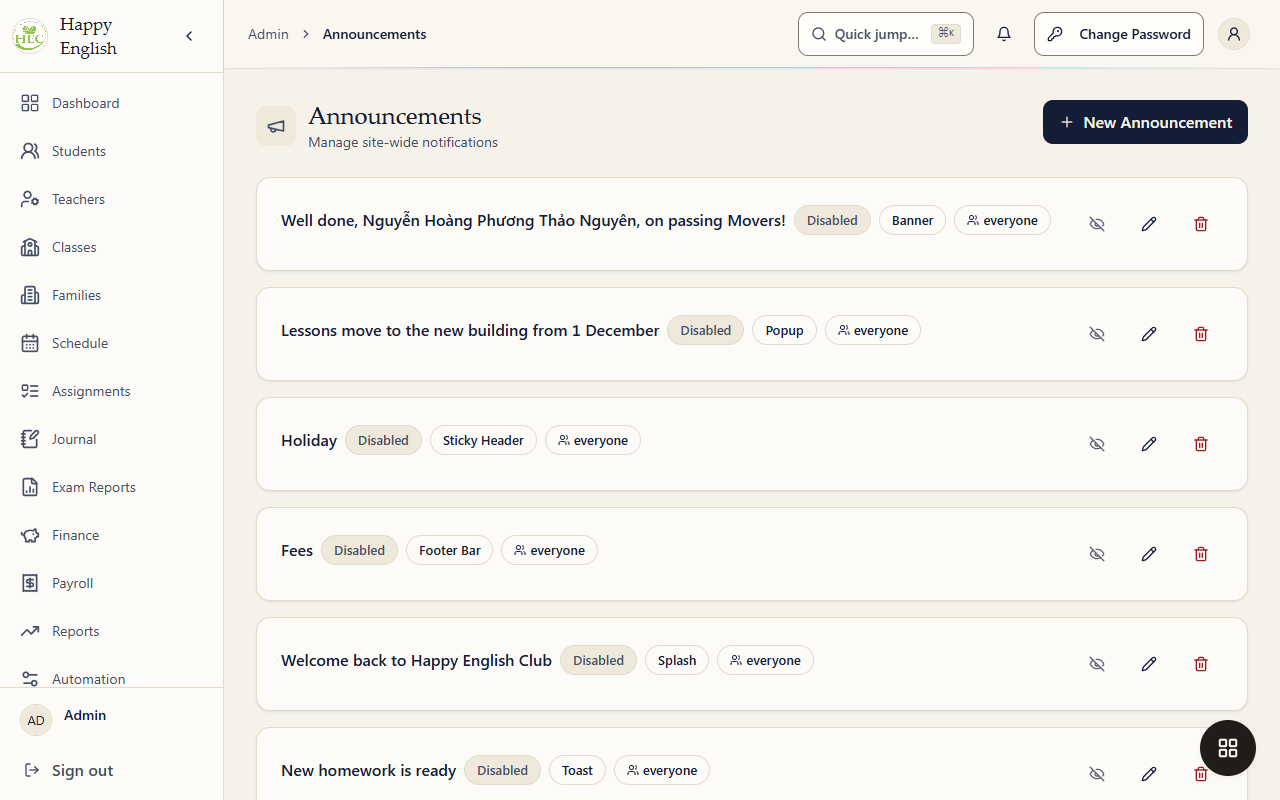 HEC
Happy English
Admin > Announcements
Quick jump... ⌘K
Change Password
Dashboard
Students
Teachers
Classes
Families
Schedule
Assignments
Journal
Exam Reports
Finance
Payroll
Reports
Automation
AD Admin
Sign out
Announcements
Manage site-wide notifications
+ New Announcement
Well done, Nguyễn Hoàng Phương Thảo Nguyên, on passing Movers! Disabled Banner everyone
Lessons move to the new building from 1 December Disabled Popup everyone
Holiday Disabled Sticky Header everyone
Fees Disabled Footer Bar everyone
Welcome back to Happy English Club Disabled Splash everyone
New homework is ready Disabled Toast everyone